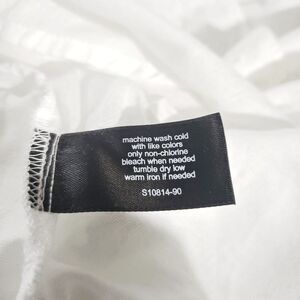 machine wash cold
with like colors
only non-chlorine
bleach when needed
tumble dry low
warm iron if needed
S10814-90